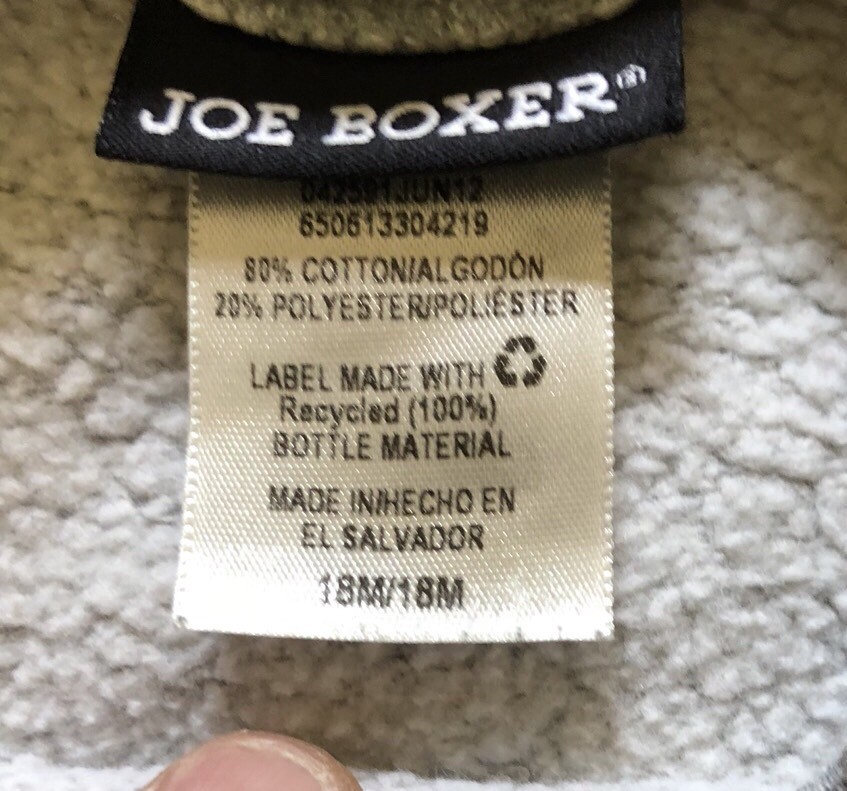 JOE BOXER®
042591JUN12
650613304219
80% COTTON/ALGODÓN
20% POLYESTER/POLIÉSTER
LABEL MADE WITH
Recycled (100%)
BOTTLE MATERIAL
MADE IN/HECHO EN
EL SALVADOR
18M/18M